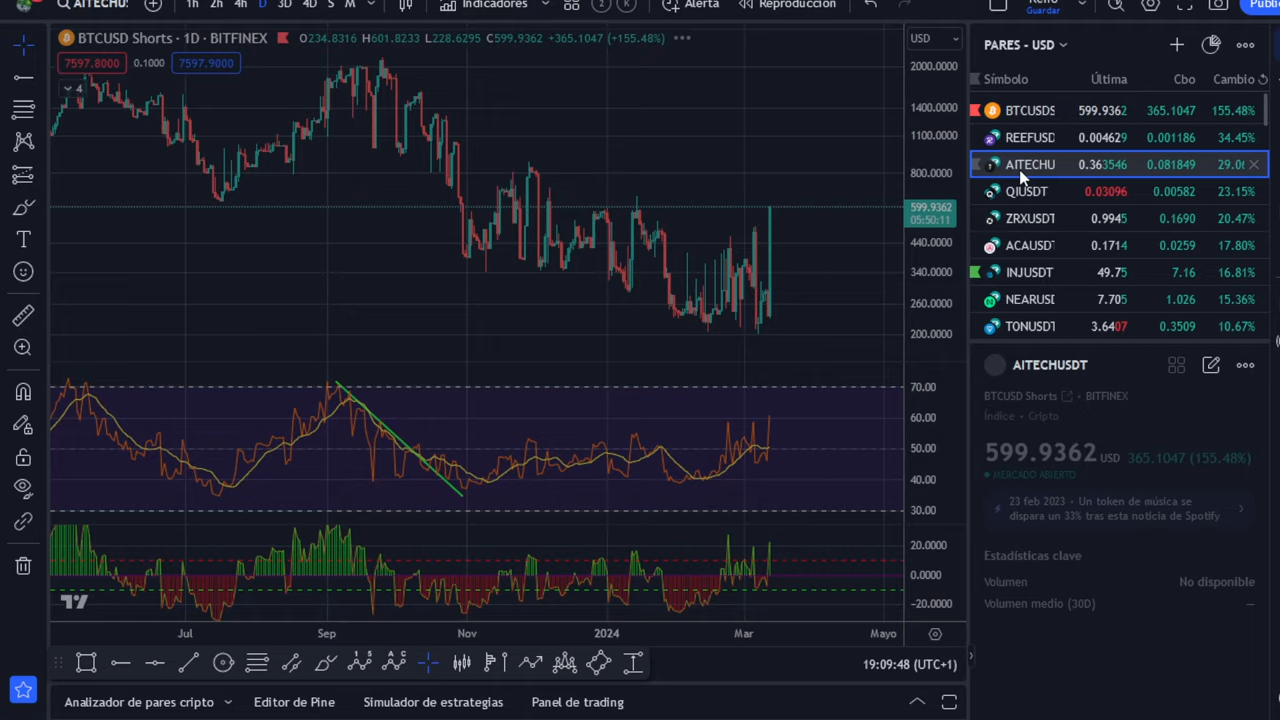 AITECHU: 1h 2h 4h D 3D 4D S M Indicadores 2 K Alerta Reproducción Guardar
BTCUSD Shorts · 1D · BITFINEX O234.8316 H601.8233 L228.6295 C599.9362 +365.1047 (+155.48%)
7597.8000 0.1000 7597.9000
4
USD
2000.0000
1400.0000
1100.0000
800.0000
599.9362
05:50:11
440.0000
340.0000
260.0000
200.0000
70.00
60.00
50.00
40.00
30.00
20.0000
0.0000
−20.0000
Jul Sep Nov 2024 Mar Mayo
19:09:48 (UTC+1)
Analizador de pares cripto Editor de Pine Simulador de estrategias Panel de trading
PARES - USD
Símbolo Última Cbo Cambio
BTCUSDS 599.9362 365.1047 155.48%
REEFUSD 0.004629 0.001186 34.45%
AITECHU 0.363546 0.081849 29.0
QIUSDT 0.03096 0.00582 23.15%
ZRXUSDT 0.9945 0.1690 20.47%
ACAUSDT 0.1714 0.0259 17.80%
INJUSDT 49.75 7.16 16.81%
NEARUSD 7.705 1.026 15.36%
TONUSDT 3.6407 0.3509 10.67%
AITECHUSDT
BTCUSD Shorts • BITFINEX
Índice • Cripto
599.9362 USD 365.1047 (155.48%)
MERCADO ABIERTO
23 feb 2023 • Un token de música se
dispara un 33% tras esta noticia de Spotify
Estadísticas clave
Volumen No disponible
Volumen medio (30D) —